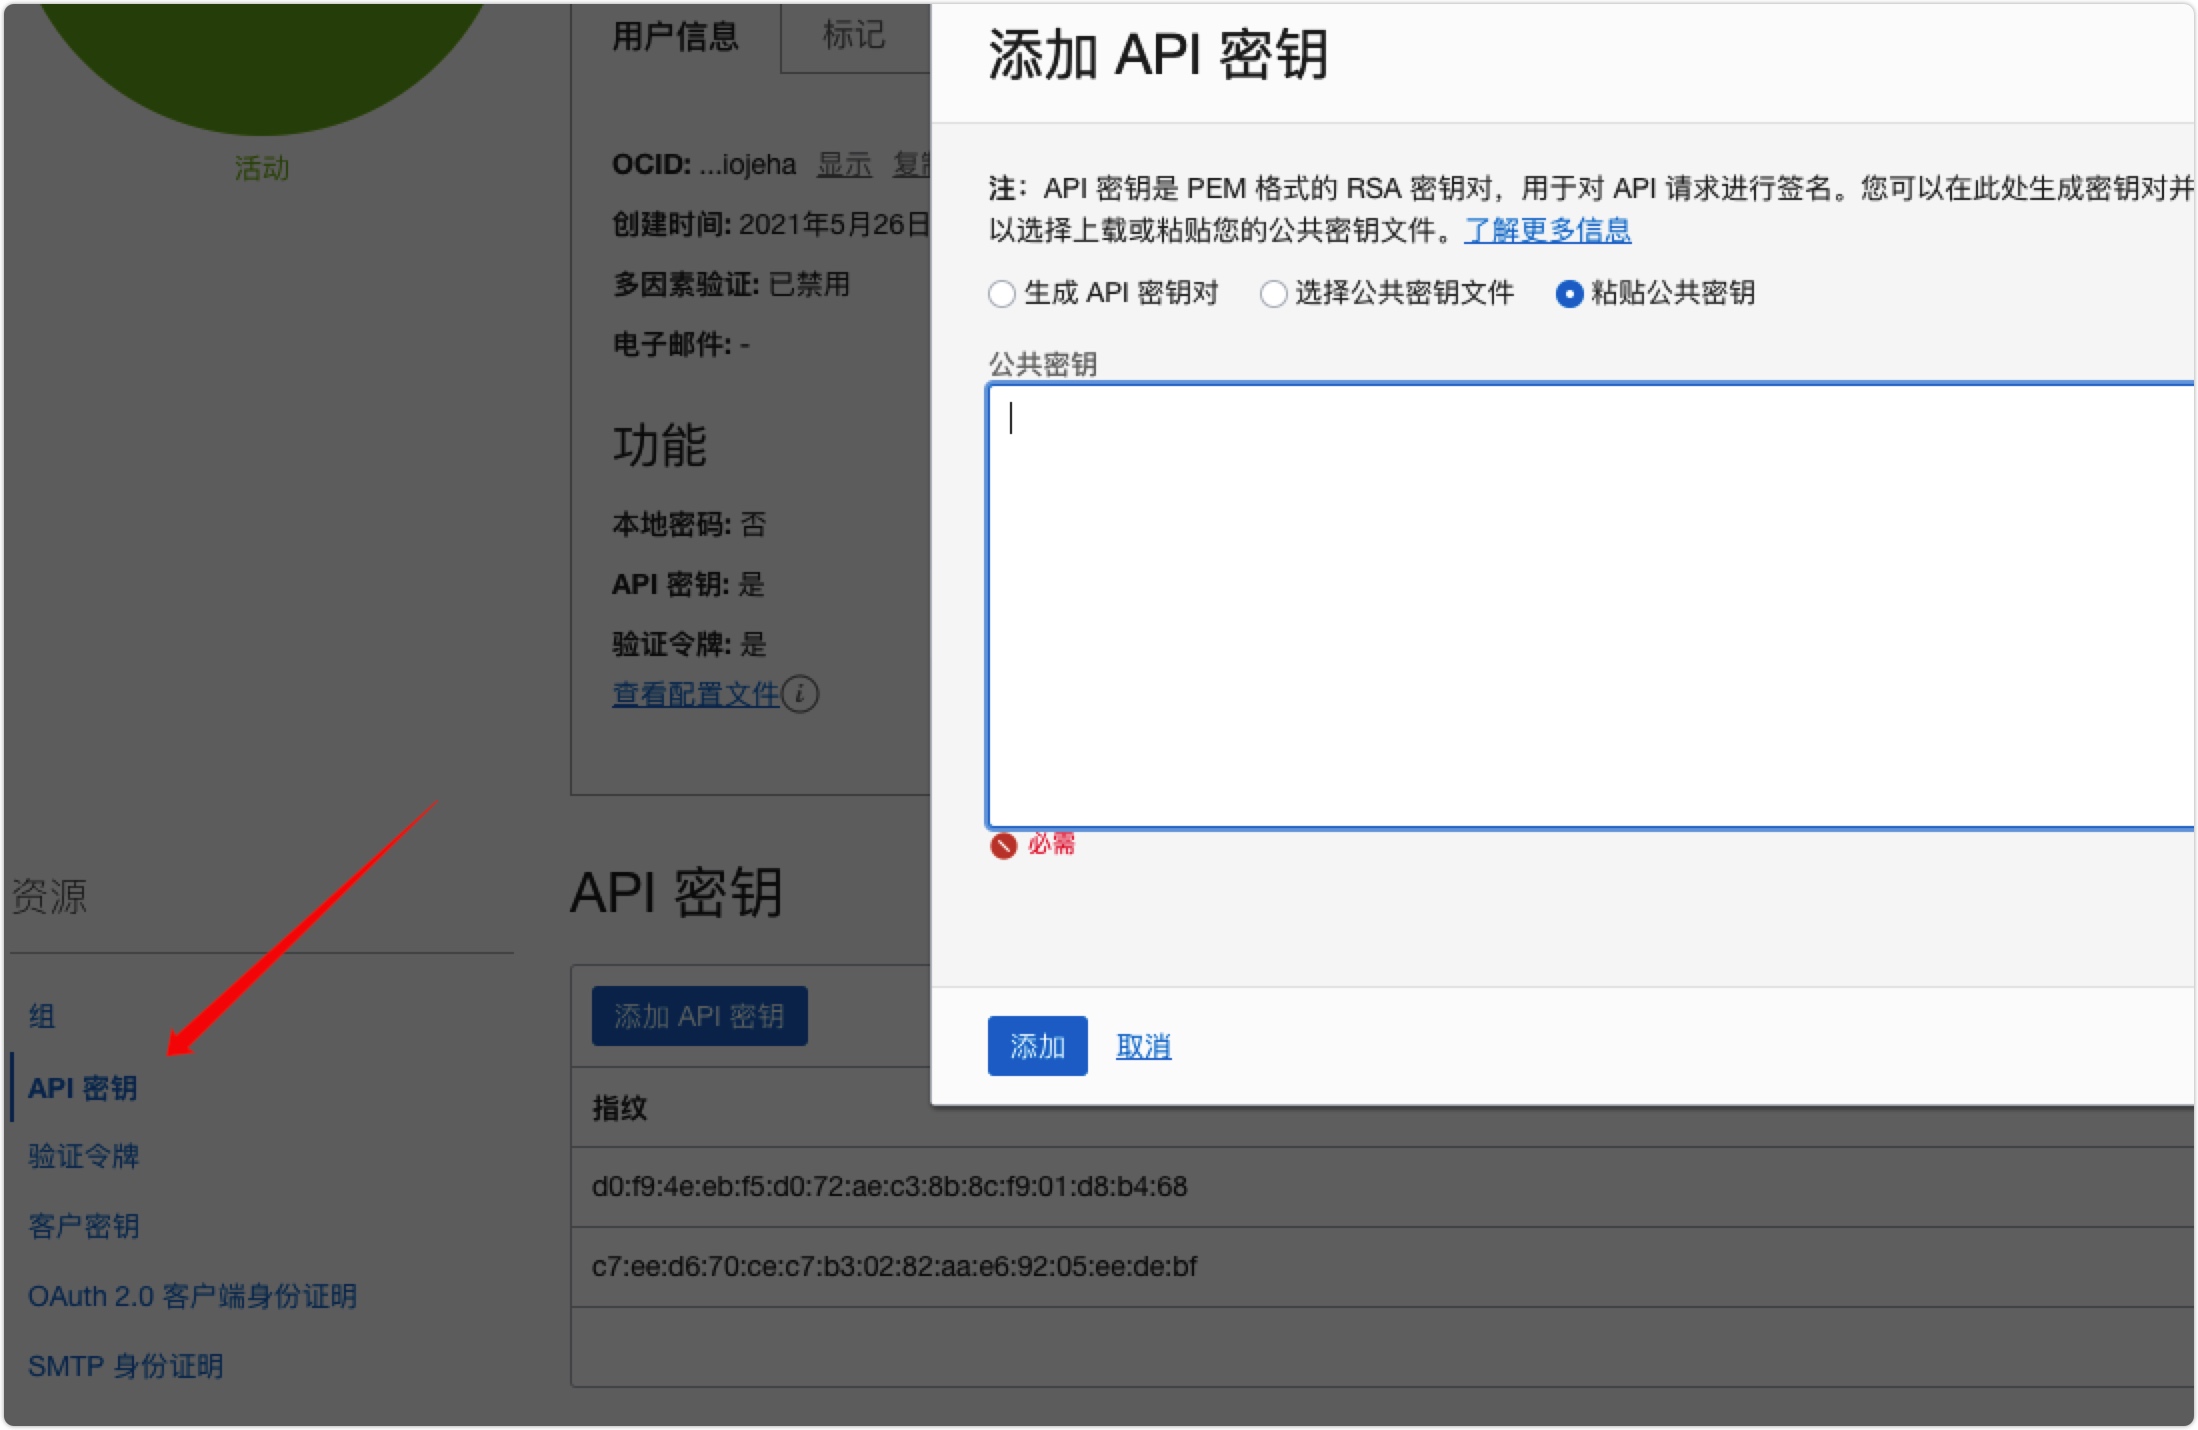 活动
资源
组
API 密钥
验证令牌
客户密钥
OAuth 2.0 客户端身份证明
SMTP 身份证明
用户信息
标记
OCID: ...iojeha 显示
创建时间: 2021年5月26日
多因素验证: 已禁用
电子邮件: -
功能
本地密码: 否
API 密钥: 是
验证令牌: 是
查看配置文件
API 密钥
添加 API 密钥
指纹
d0:f9:4e:eb:f5:d0:72:ae:c3:8b:8c:f9:01:d8:b4:68
c7:ee:d6:70:ce:c7:b3:02:82:aa:e6:92:05:ee:de:bf
添加 API 密钥
注：API 密钥是 PEM 格式的 RSA 密钥对，用于对 API 请求进行签名。您可以在此处生成密钥对并
以选择上载或粘贴您的公共密钥文件。了解更多信息
生成 API 密钥对 选择公共密钥文件 粘贴公共密钥
公共密钥
必需
添加 取消